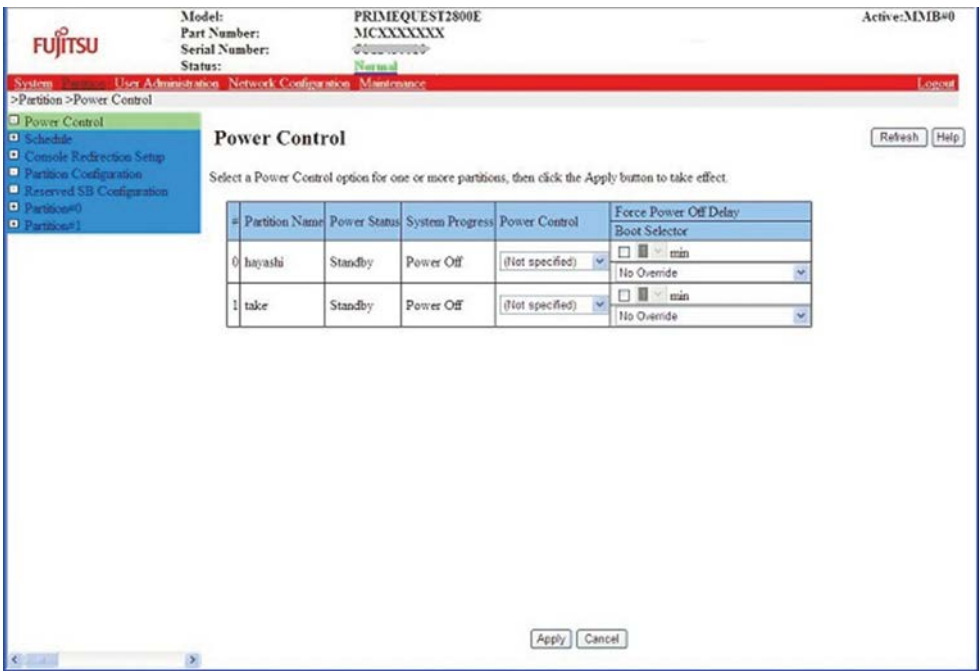 FUJITSU
Model: PRIMEQUEST2800E
Part Number: MCXXXXXXX
Serial Number:
Status: Normal
Active:MMB#0
System Partition User Administration Network Configuration Maintenance Logout
>Partition >Power Control
Power Control
Schedule
Console Redirection Setup
Partition Configuration
Reserved SB Configuration
Partition#0
Partition#1
Power Control
Refresh Help
Select a Power Control option for one or more partitions, then click the Apply button to take effect.
# Partition Name Power Status System Progress Power Control Force Power Off Delay
Boot Selector
0 hayashi Standby Power Off (Not specified) min
No Override
1 take Standby Power Off (Not specified) min
No Override
Apply Cancel